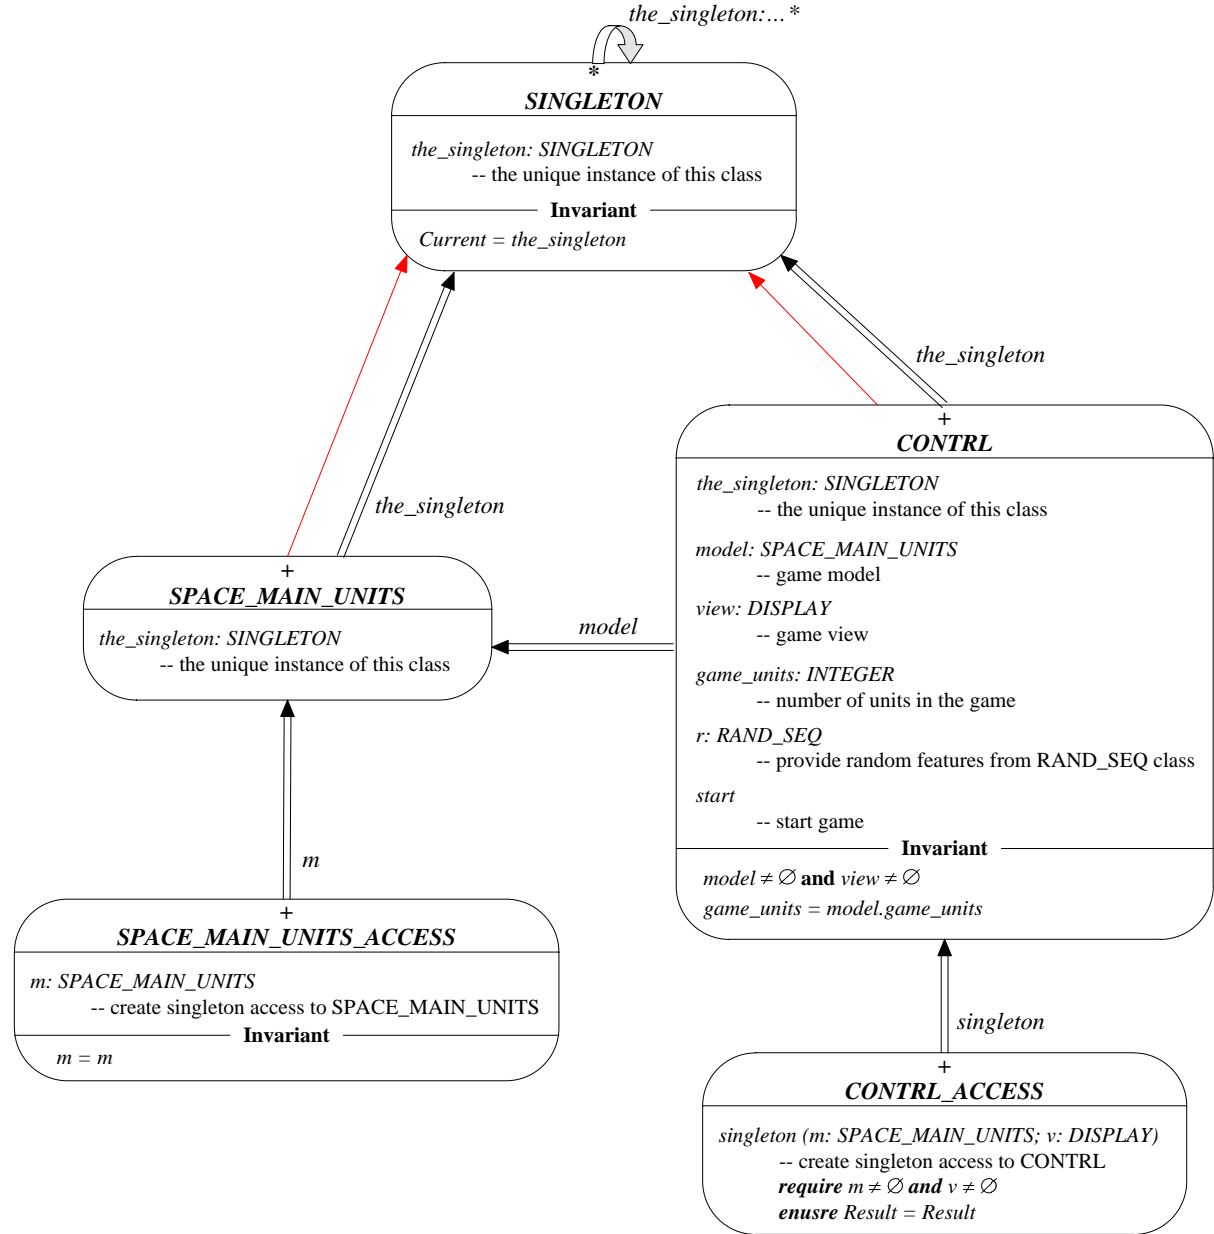 the_singleton:...*
*
SINGLETON
the_singleton: SINGLETON
-- the unique instance of this class
Invariant
Current = the_singleton
the_singleton
+
CONTRL
the_singleton: SINGLETON
-- the unique instance of this class
model: SPACE_MAIN_UNITS
-- game model
view: DISPLAY
-- game view
game_units: INTEGER
-- number of units in the game
r: RAND_SEQ
-- provide random features from RAND_SEQ class
start
-- start game
Invariant
model ≠ ∅ and view ≠ ∅
game_units = model.game_units
the_singleton
+
SPACE_MAIN_UNITS
the_singleton: SINGLETON
-- the unique instance of this class
model
m
+
SPACE_MAIN_UNITS_ACCESS
m: SPACE_MAIN_UNITS
-- create singleton access to SPACE_MAIN_UNITS
Invariant
m = m
singleton
+
CONTRL_ACCESS
singleton (m: SPACE_MAIN_UNITS; v: DISPLAY)
-- create singleton access to CONTRL
require m ≠ ∅ and v ≠ ∅
enusre Result = Result